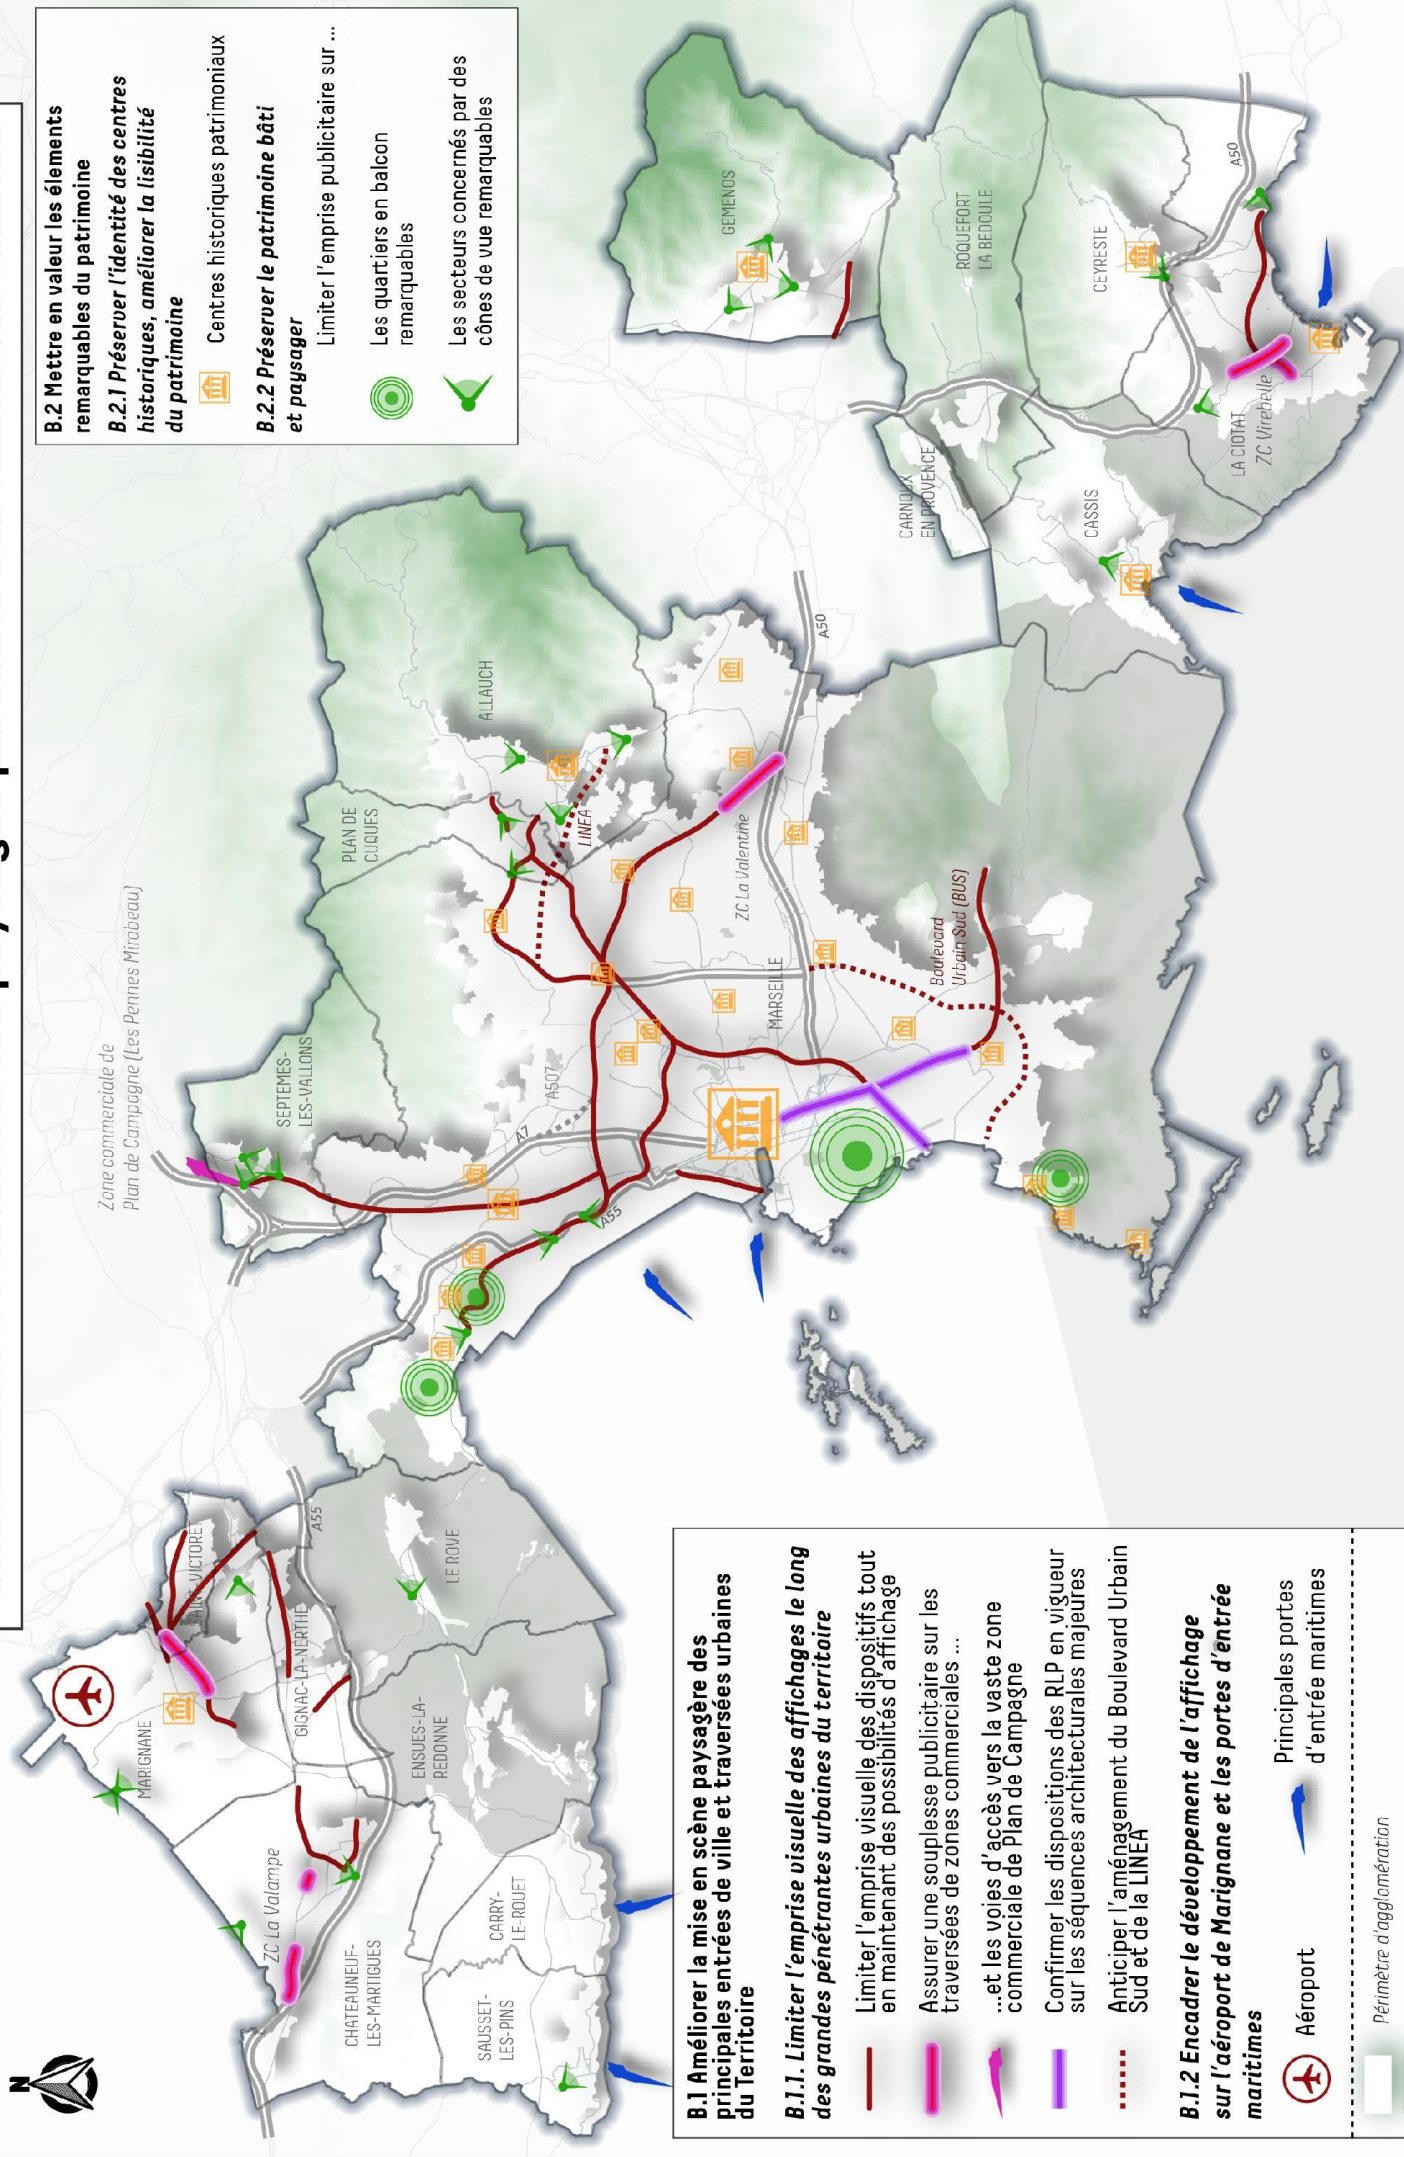 N
B.2 Mettre en valeur les élements
remarquables du patrimoine
B.2.1 Préserver l'identité des centres
historiques, améliorer la lisibilité
du patrimoine
Centres historiques patrimoniaux
B.2.2 Préserver le patrimoine bâti
et paysager
Limiter l'emprise publicitaire sur ...
Les quartiers en balcon
remarquables
Les secteurs concernés par des
cônes de vue remarquables
Zone commerciale de
Plan de Campagne (Les Pennes Mirabeau)
SEPTEMES-
LES-VALLONS
PLAN DE
CUQUES
ALLAUCH
LINEA
A7
A507
A55
MARSEILLE
ZC La Valentine
A50
Boulevard
Urbain Sud (BUS)
GEMENOS
ROQUEFORT
LA BEDOULE
CEYRESTE
A50
CARNOUX
EN PROVENCE
CASSIS
LA CIOTAT
ZC Virebelle
MARIGNANE
SAINT VICTORET
GIGNAC-LA-NERTHE
A55
LE ROVE
ENSUES-LA-
REDONNE
ZC La Valampe
CHATEAUNEUF-
LES-MARTIGUES
CARRY-
LE-ROUET
SAUSSET-
LES-PINS
B.1 Améliorer la mise en scène paysagère des
principales entrées de ville et traversées urbaines
du Territoire
B.1.1. Limiter l'emprise visuelle des affichages le long
des grandes pénétrantes urbaines du territoire
Limiter l'emprise visuelle des dispositifs tout
en maintenant des possibilités d'affichage
Assurer une souplesse publicitaire sur les
traversées de zones commerciales ...
...et les voies d'accès vers la vaste zone
commerciale de Plan de Campagne
Confirmer les dispositions des RLP en vigueur
sur les séquences architecturales majeures
Anticiper l'aménagement du Boulevard Urbain
Sud et de la LINEA
B.1.2 Encadrer le développement de l'affichage
sur l'aéroport de Marignane et les portes d'entrée
maritimes
Aéroport
Principales portes
d'entrée maritimes
Périmètre d'agglomération